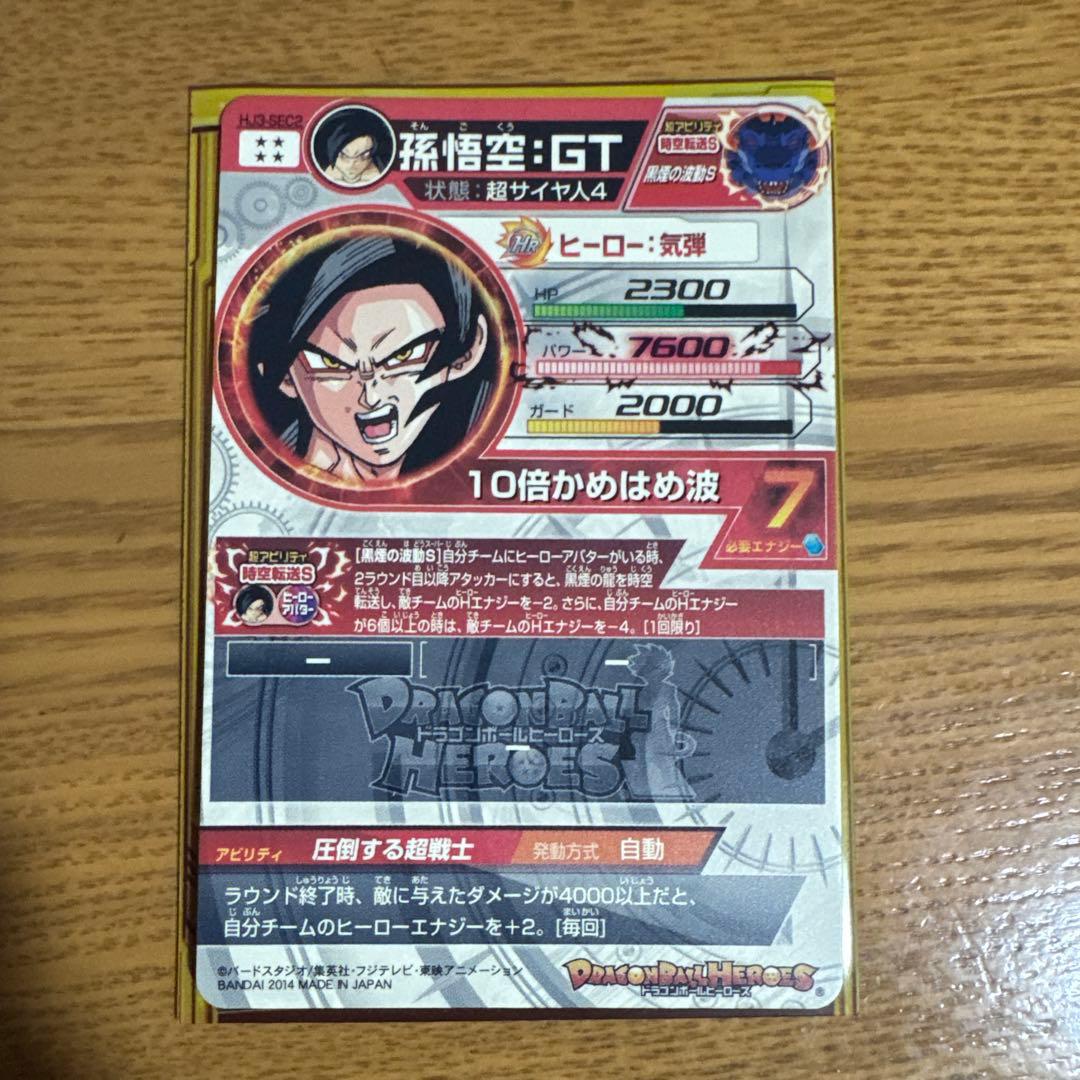 HJ3-SEC2
孫悟空:GT
そんごくう
状態:超サイヤ人4
超アビリティ
時空転送S
黒煙の波動S
HR ヒーロー:気弾
HP 2300
パワー 7600
ガード 2000
10倍かめはめ波
7
必要エナジー
超アビリティ
時空転送S
ヒーロー
アバター
[黒煙の波動S]自分チームにヒーローアバターがいる時、
2ラウンド目以降アタッカーにすると、黒煙の龍を時空
転送し、敵チームのHエナジーを-2。さらに、自分チームのHエナジー
が6個以上の時は、敵チームのHエナジーを-4。[1回限り]
DRAGON BALL
ドラゴンボールヒーローズ
HEROES
アビリティ 圧倒する超戦士 発動方式 自動
ラウンド終了時、敵に与えたダメージが4000以上だと、
自分チームのヒーローエナジーを+2。[毎回]
©バードスタジオ/集英社・フジテレビ・東映アニメーション
BANDAI 2014 MADE IN JAPAN
DRAGON BALL HEROES
ドラゴンボールヒーローズ